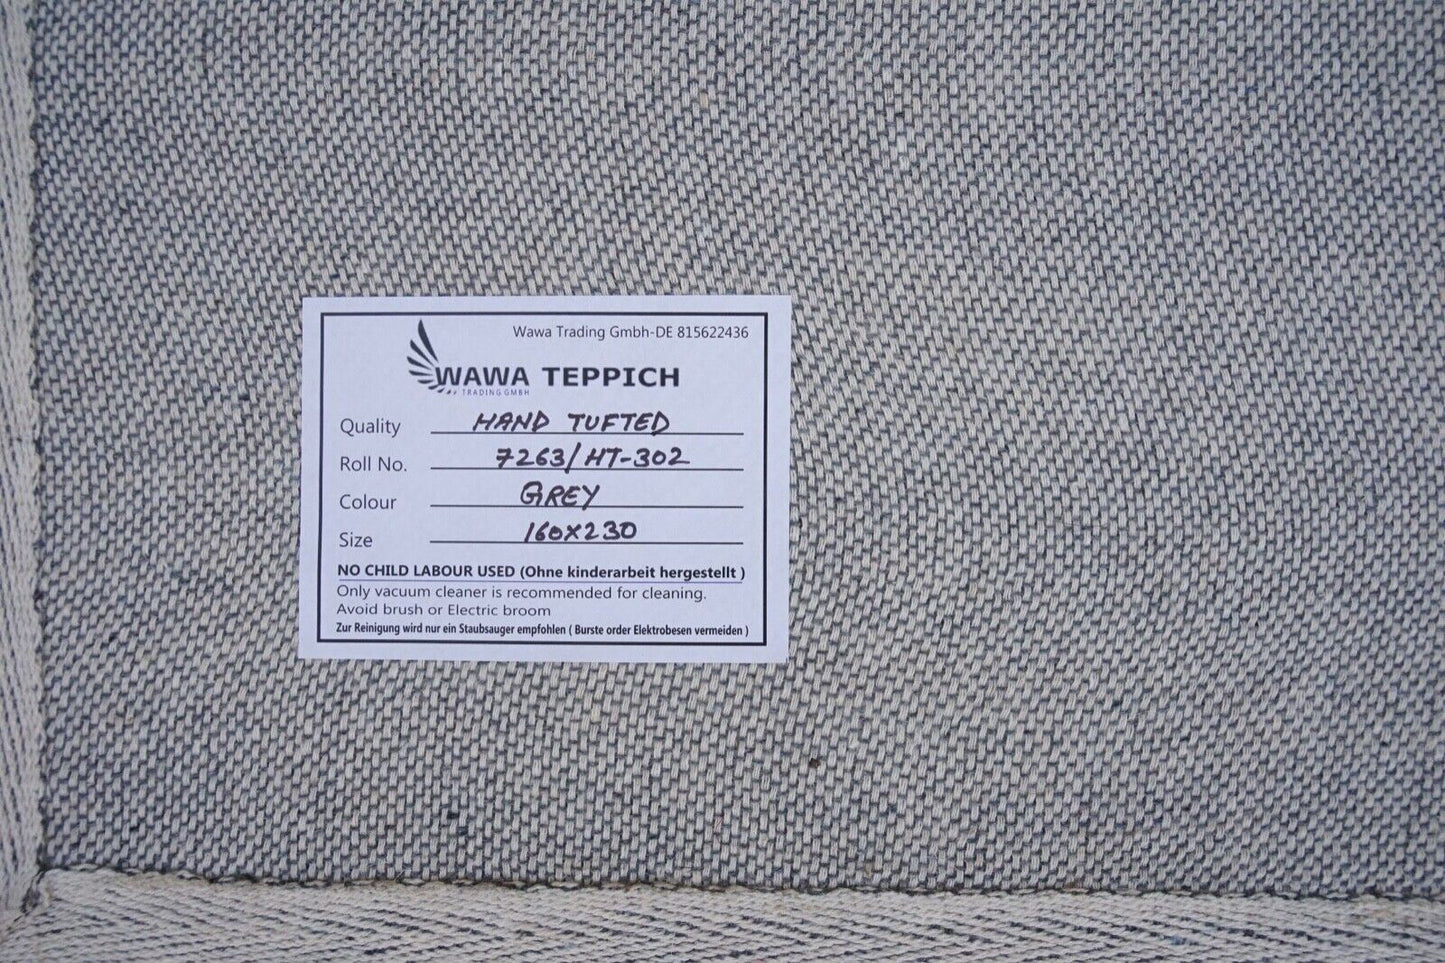 Wawa Trading Gmbh-DE 815622436
WAWA TEPPICH
TRADING GMBH
Quality HAND TUFTED
Roll No. 7263/HT-302
Colour GREY
Size 160X230
NO CHILD LABOUR USED (Ohne kinderarbeit hergestellt )
Only vacuum cleaner is recommended for cleaning.
Avoid brush or Electric broom
Zur Reinigung wird nur ein Staubsauger empfohlen ( Burste order Elektrobesen vermeiden )